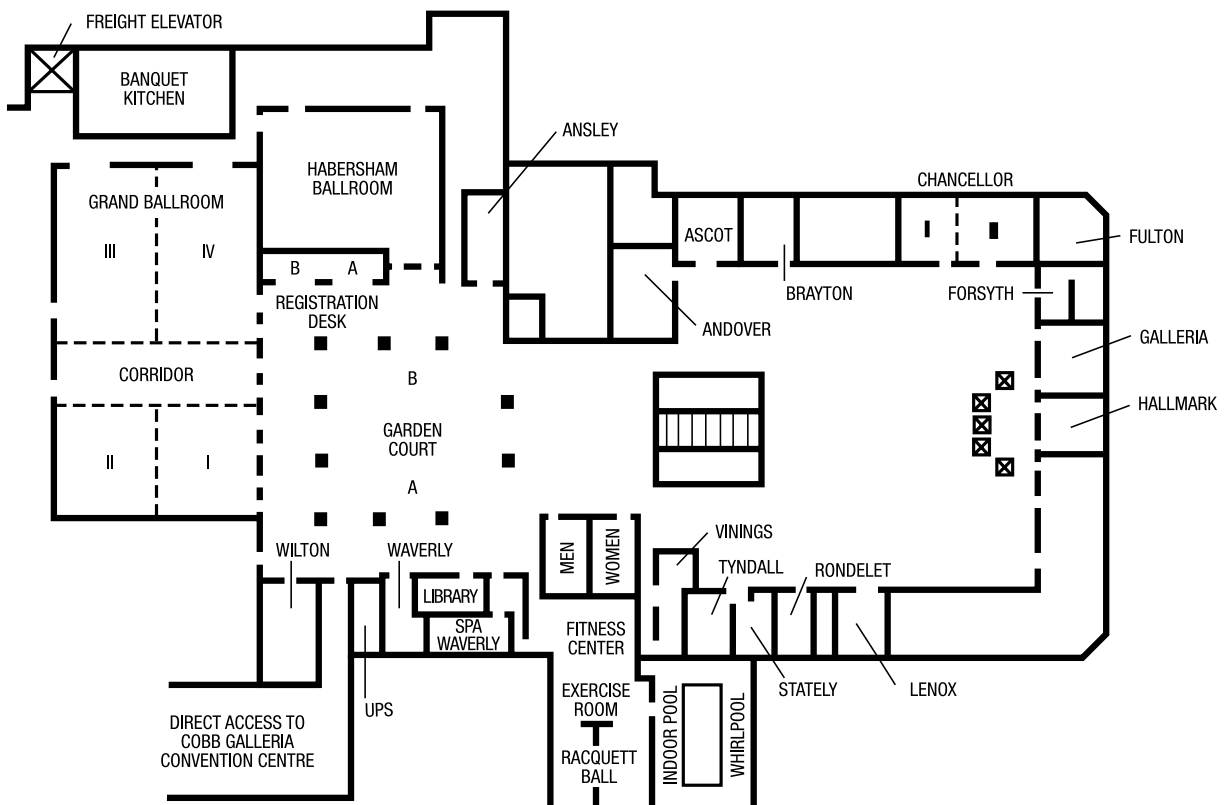 FREIGHT ELEVATOR
BANQUET
KITCHEN
ANSLEY
HABERSHAM
BALLROOM
CHANCELLOR
GRAND BALLROOM
III
IV
ASCOT
I
II
FULTON
B
A
REGISTRATION
DESK
BRAYTON
FORSYTH
ANDOVER
GALLERIA
CORRIDOR
B
HALLMARK
GARDEN
COURT
II
I
A
WILTON
WAVERLY
MEN
WOMEN
VININGS
TYNDALL
RONDELET
LIBRARY
SPA
WAVERLY
FITNESS
CENTER
UPS
EXERCISE
ROOM
STATELY
LENOX
DIRECT ACCESS TO
COBB GALLERIA
CONVENTION CENTRE
RACQUETT
BALL
INDOOR POOL
WHIRLPOOL